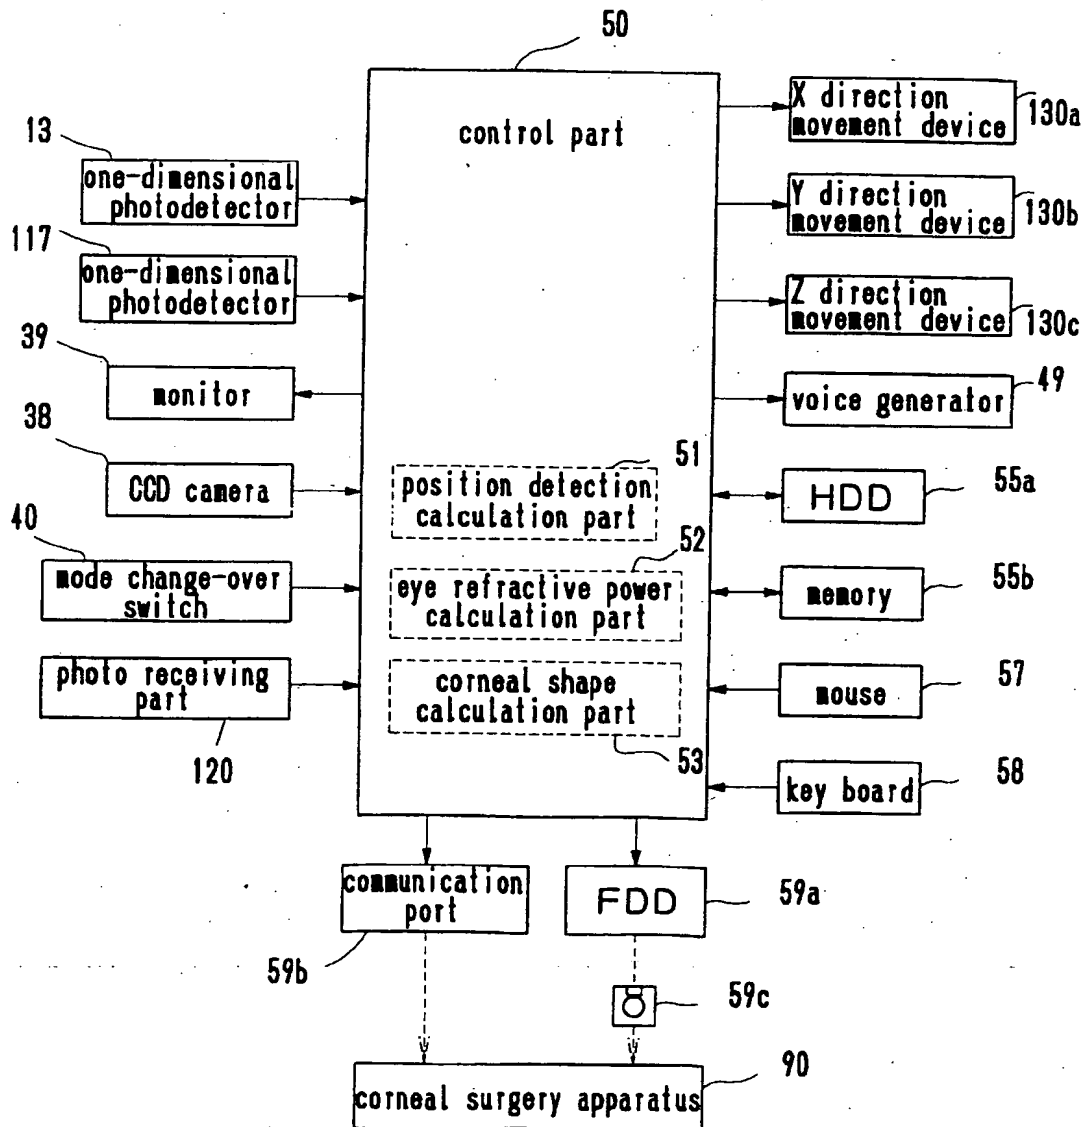 50
control part
X direction
movement device
130a
13
one-dimensional
photodetector
Y direction
movement device
130b
117
one-dimensional
photodetector
Z direction
movement device
130c
39
monitor
49
voice generator
38
CCD camera
51
position detection
calculation part
55a
HDD
40
mode change-over
switch
52
eye refractive power
calculation part
55b
memory
photo receiving
part
120
corneal shape
calculation part
53
57
mouse
58
key board
communication
port
59b
FDD
59a
59c
90
corneal surgery apparatus